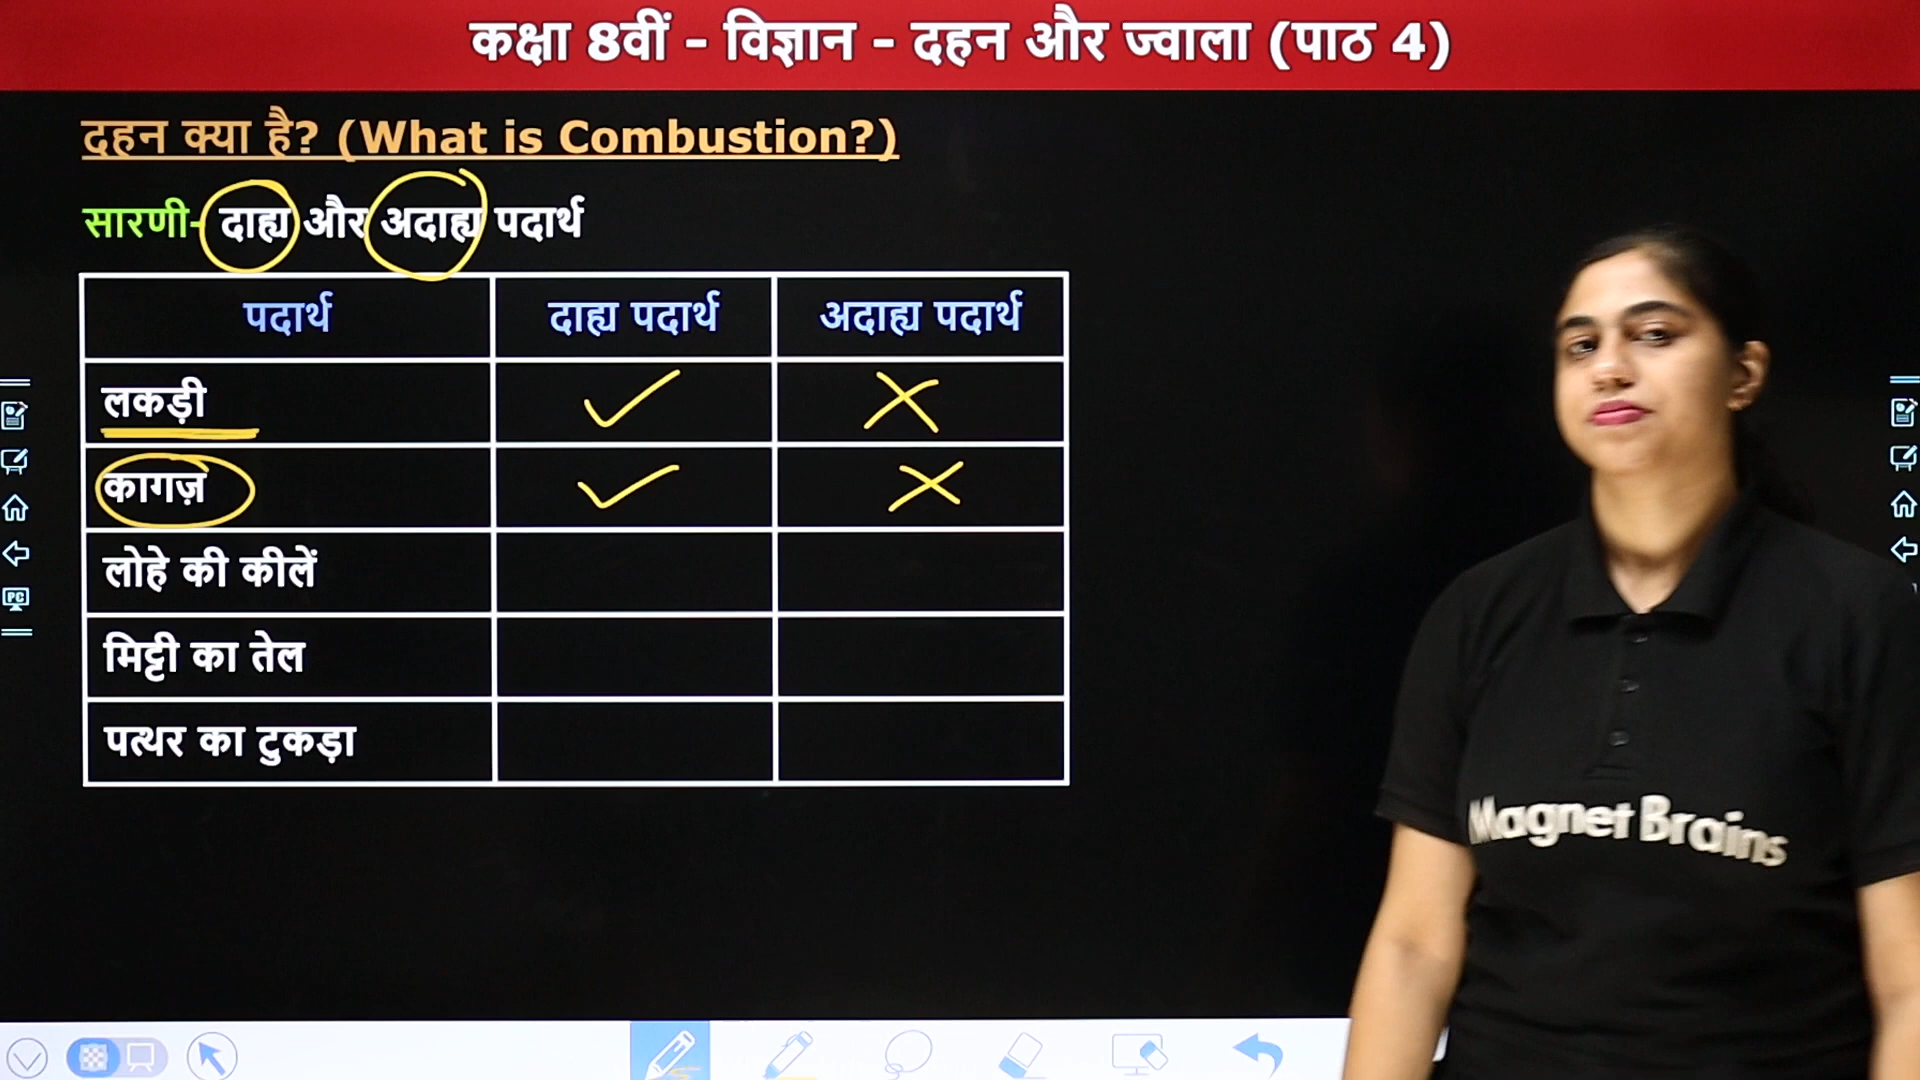 कक्षा 8वीं - विज्ञान - दहन और ज्वाला (पाठ 4)
दहन क्या है? (What is Combustion?)
सारणी- दाह्य और अदाह्य पदार्थ
पदार्थ दाह्य पदार्थ अदाह्य पदार्थ
लकड़ी ✓ ✗
कागज़ ✓ ✗
लोहे की कीलें
मिट्टी का तेल
पत्थर का टुकड़ा
Magnet Brains
PC